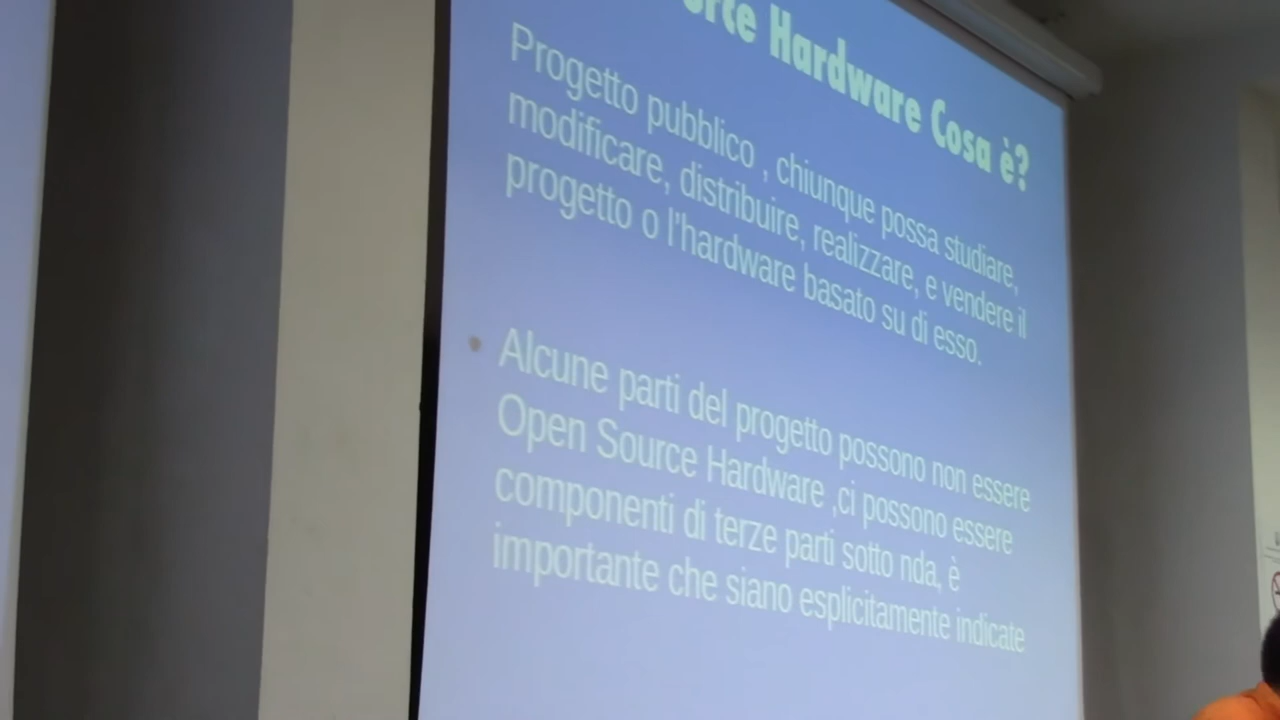 Hardware Cosa è?
Progetto pubblico , chiunque possa studiare,
modificare, distribuire, realizzare, e vendere il
progetto o l'hardware basato su di esso.
Alcune parti del progetto possono non essere
Open Source Hardware ,ci possono essere
componenti di terze parti sotto nda, è
importante che siano esplicitamente indicate